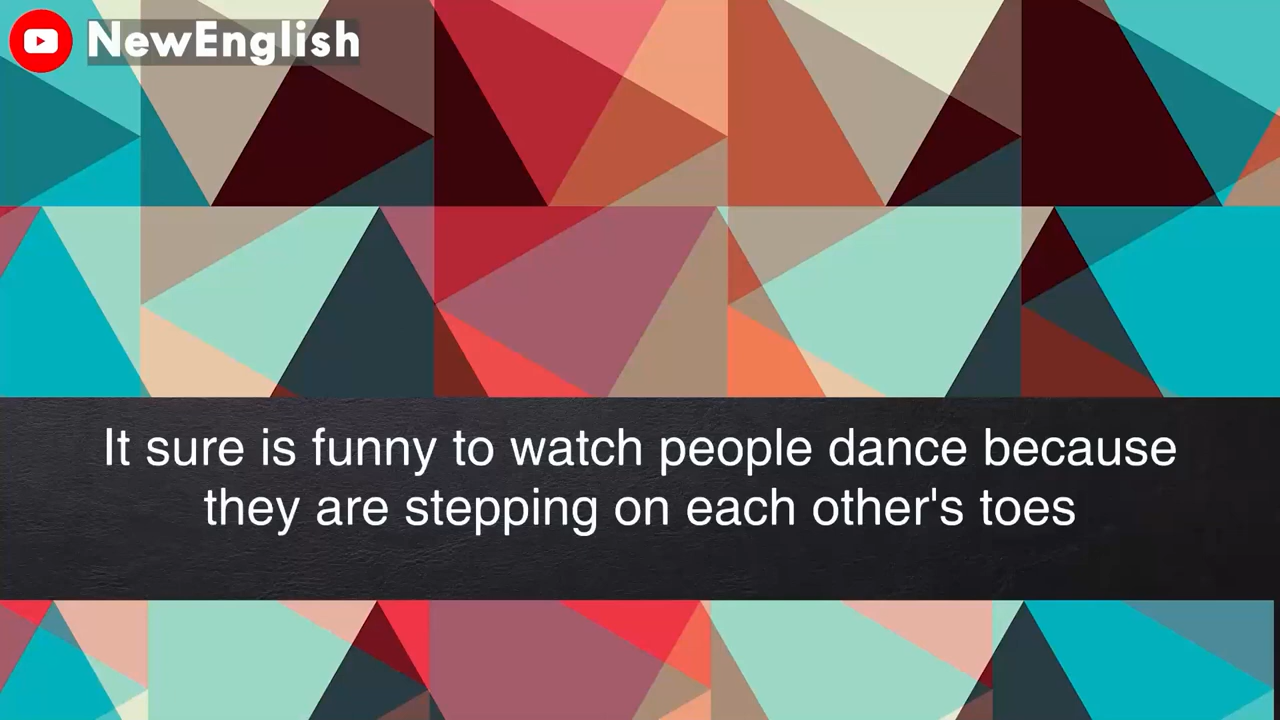 NewEnglish
It sure is funny to watch people dance because
they are stepping on each other's toes